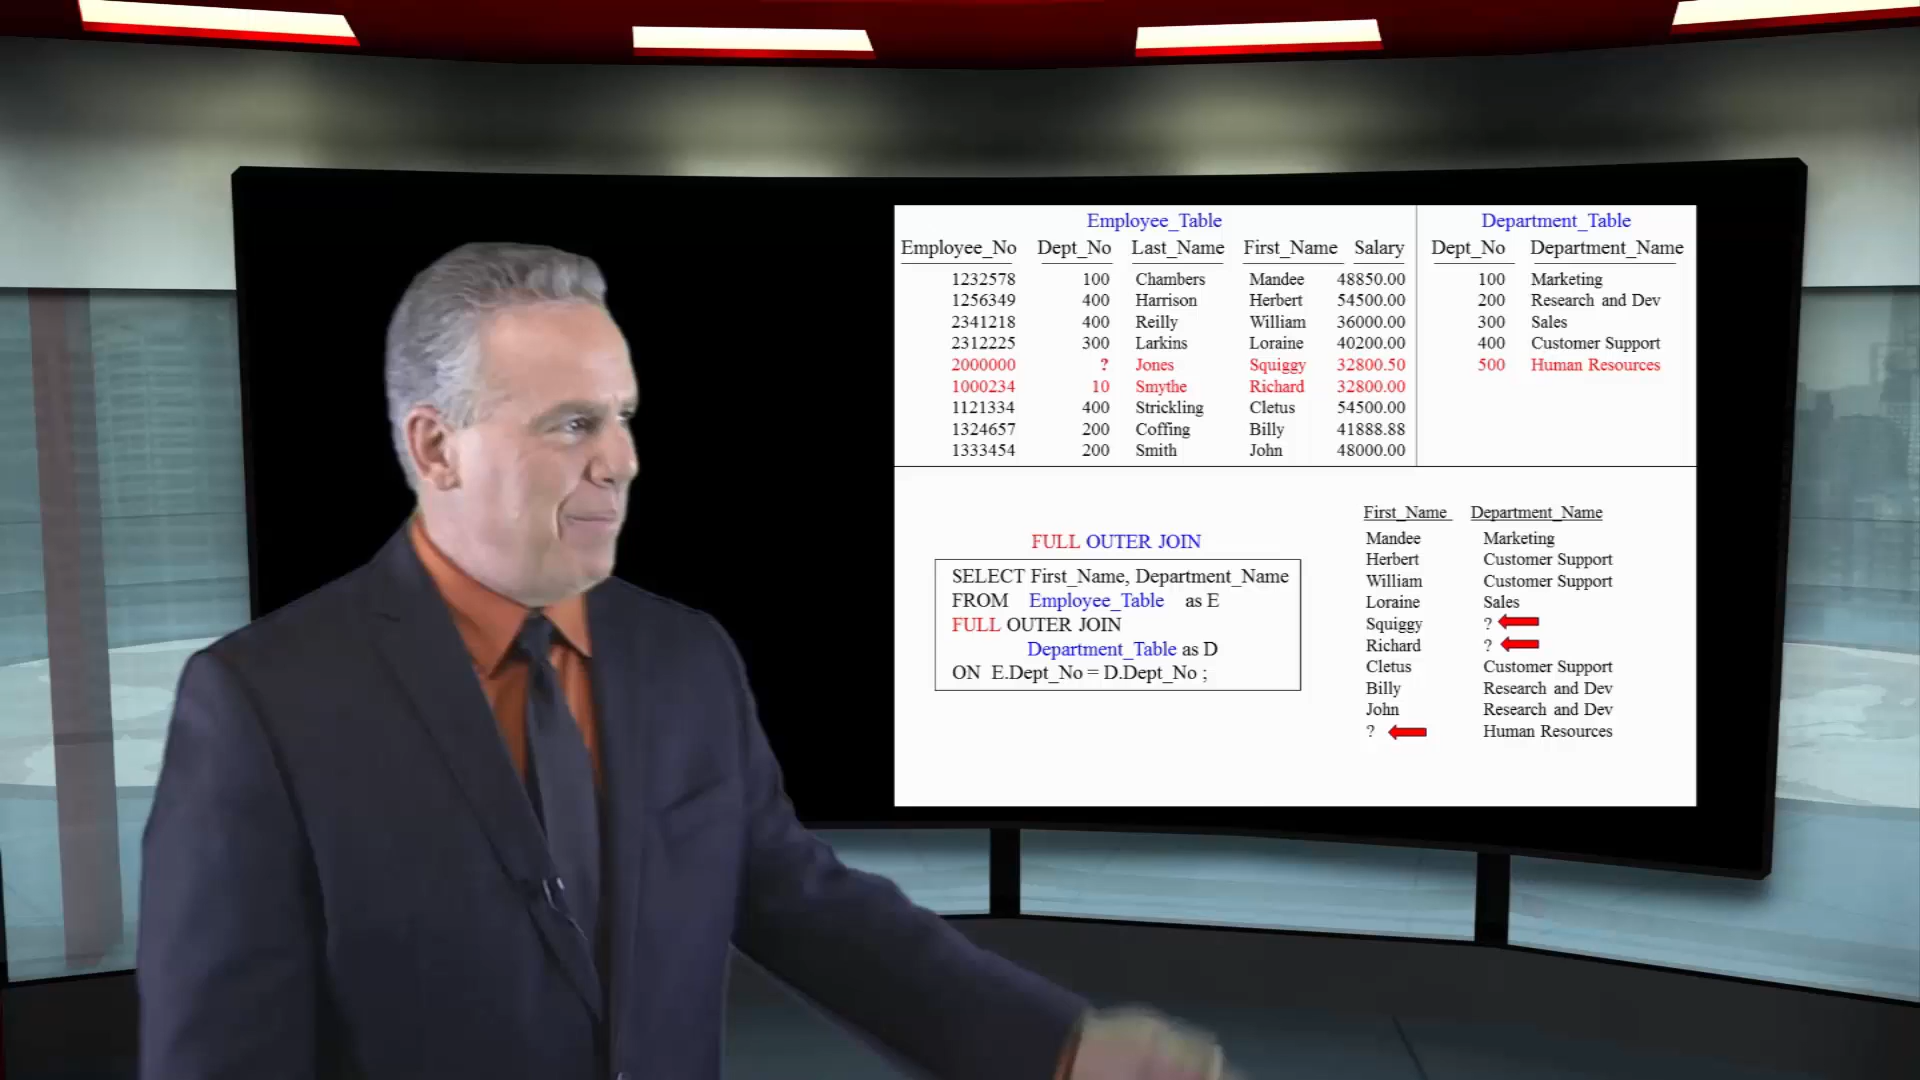 Employee_Table Department_Table
Employee_No Dept_No Last_Name First_Name Salary Dept_No Department_Name
1232578 100 Chambers Mandee 48850.00 100 Marketing
1256349 400 Harrison Herbert 54500.00 200 Research and Dev
2341218 400 Reilly William 36000.00 300 Sales
2312225 300 Larkins Loraine 40200.00 400 Customer Support
2000000 ? Jones Squiggy 32800.50 500 Human Resources
1000234 10 Smythe Richard 32800.00
1121334 400 Strickling Cletus 54500.00
1324657 200 Coffing Billy 41888.88
1333454 200 Smith John 48000.00
FULL OUTER JOIN
SELECT First_Name, Department_Name
FROM Employee_Table as E
FULL OUTER JOIN
Department_Table as D
ON E.Dept_No = D.Dept_No ;
First_Name Department_Name
Mandee Marketing
Herbert Customer Support
William Customer Support
Loraine Sales
Squiggy ?
Richard ?
Cletus Customer Support
Billy Research and Dev
John Research and Dev
? Human Resources